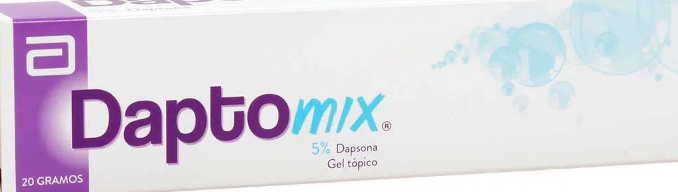 Daptomix®
5% Dapsona
Gel tópico
20 GRAMOS